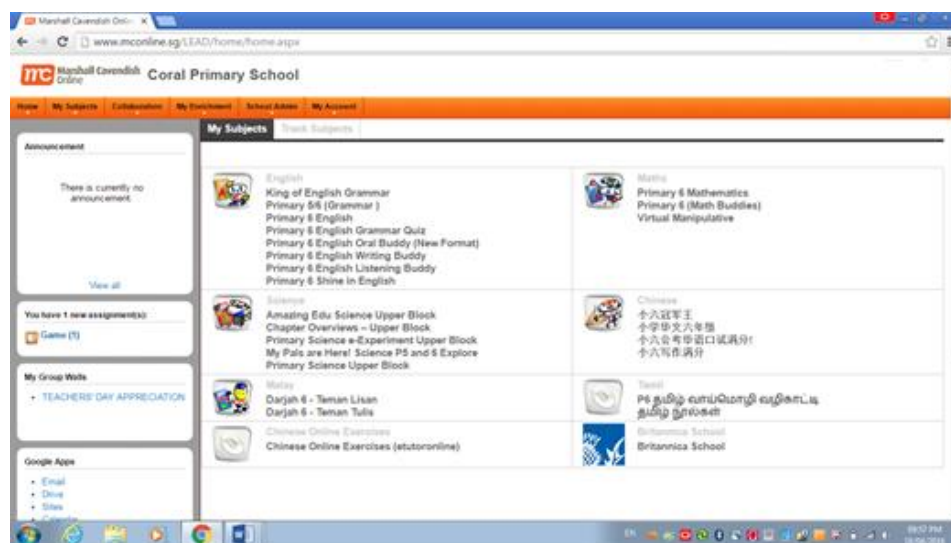 Marshall Cavendish Onlin
www.mconline.sg/LEAD/home/home.aspx
mc Marshall Cavendish Online
Coral Primary School
Home My Subjects Collaboration My Enrichment School Admin My Account
My Subjects Track Subjects
Announcement
There is currently no
announcement
View all
You have 1 new assignment(s):
Game (1)
My Group Walls
TEACHERS' DAY APPRECIATION
Google Apps
Email
Drive
Sites
Calendar
English
King of English Grammar
Primary 5/6 (Grammar )
Primary 6 English
Primary 6 English Grammar Quiz
Primary 6 English Oral Buddy (New Format)
Primary 6 English Writing Buddy
Primary 6 English Listening Buddy
Primary 6 Shine in English
Maths
Primary 6 Mathematics
Primary 6 (Math Buddies)
Virtual Manipulative
Science
Amazing Edu Science Upper Block
Chapter Overviews – Upper Block
Primary Science e-Experiment Upper Block
My Pals are Here! Science P5 and 6 Explore
Primary Science Upper Block
Chinese
小六冠军王
小学华文六年级
小六会考华语口试满分!
小六写作满分
Malay
Darjah 6 - Teman Lisan
Darjah 6 - Teman Tulis
Tamil
P6 தமிழ் வாய்மொழி வழிகாட்டி
தமிழ் நூல்கள்
Chinese Online Exercises
Chinese Online Exercises (etutoronline)
Britannica School
Britannica School
EN